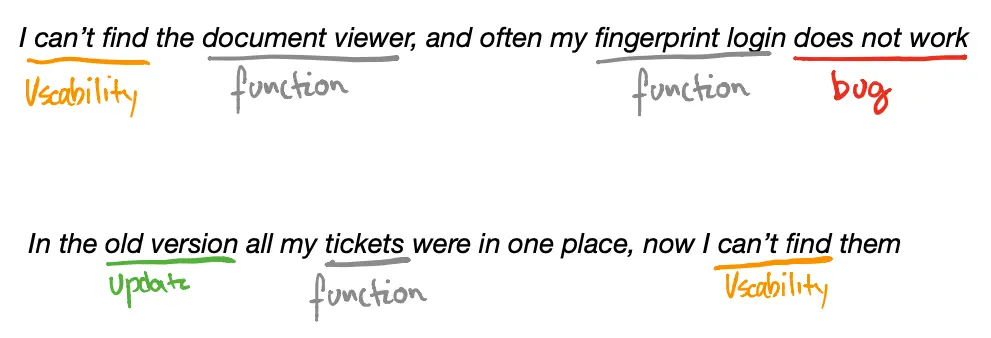 I can't find the document viewer, and often my fingerprint login does not work
Usability function function bug
In the old version all my tickets were in one place, now I can't find them
update function Usability